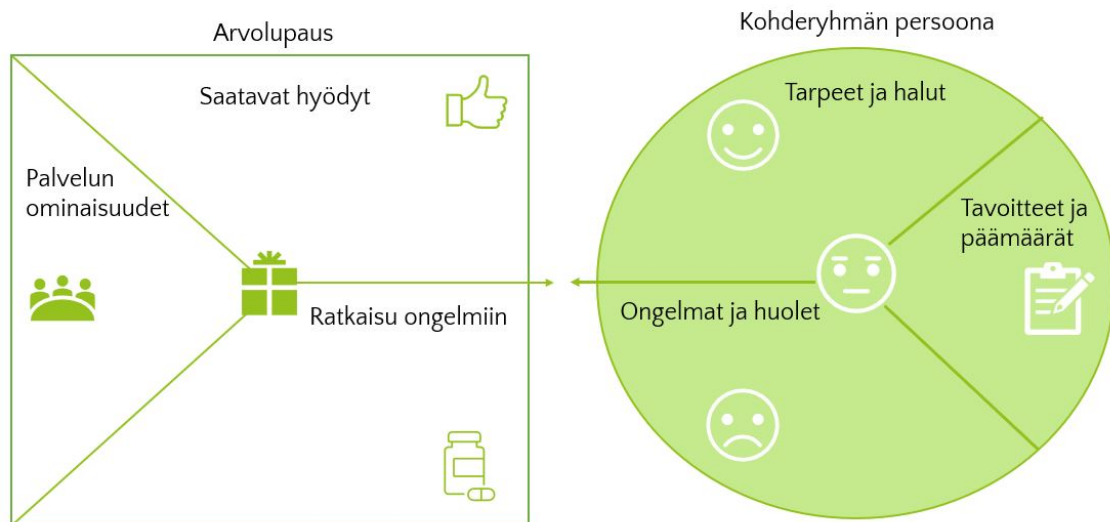 Arvolupaus
Saatavat hyödyt
Palvelun
ominaisuudet
Ratkaisu ongelmiin
Kohderyhmän persoona
Tarpeet ja halut
Tavoitteet ja
päämäärät
Ongelmat ja huolet